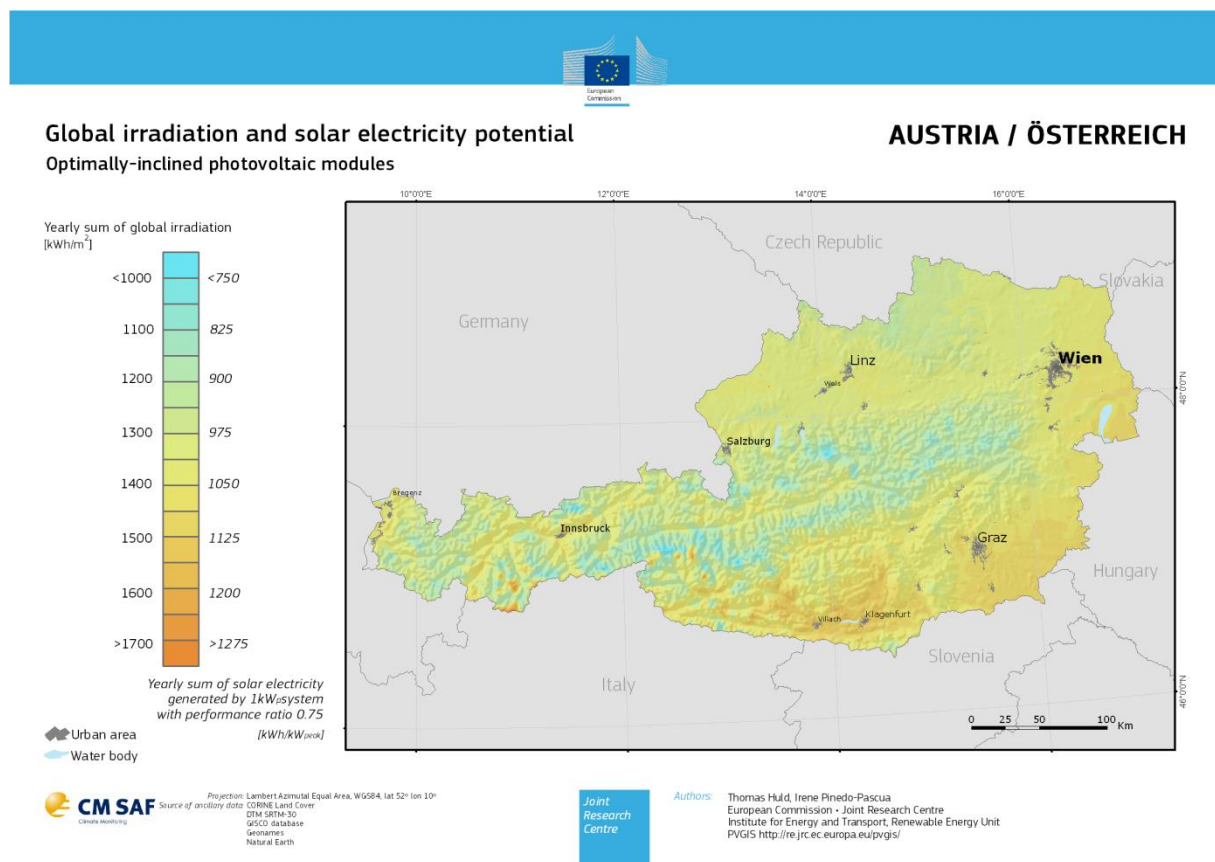 European
Commission
Global irradiation and solar electricity potential
Optimally-inclined photovoltaic modules
AUSTRIA / ÖSTERREICH
Yearly sum of global irradiation
[kWh/m2]
<1000 <750
1100 825
1200 900
1300 975
1400 1050
1500 1125
1600 1200
>1700 >1275
Yearly sum of solar electricity
generated by 1kWpsystem
with performance ratio 0.75
[kWh/kWpeak]
Urban area
Water body
10°0'0"E 12°0'0"E 14°0'0"E 16°0'0"E
Czech Republic
Slovakia
Germany
Linz
Wels
Wien
48°0'0"N
Salzburg
Bregenz
Innsbruck
Graz
Hungary
Villach
Klagenfurt
Slovenia
Italy
46°0'0"N
0 25 50 100 Km
CM SAF
Climate Monitoring
Projection: Lambert Azimutal Equal Area, WGS84, lat 52° lon 10°
Source of ancillary data: CORINE Land Cover
DTM SRTM-30
GISCO database
Geonames
Natural Earth
Joint
Research
Centre
Authors: Thomas Huld, Irene Pinedo-Pascua
European Commission • Joint Research Centre
Institute for Energy and Transport, Renewable Energy Unit
PVGIS http://re.jrc.ec.europa.eu/pvgis/